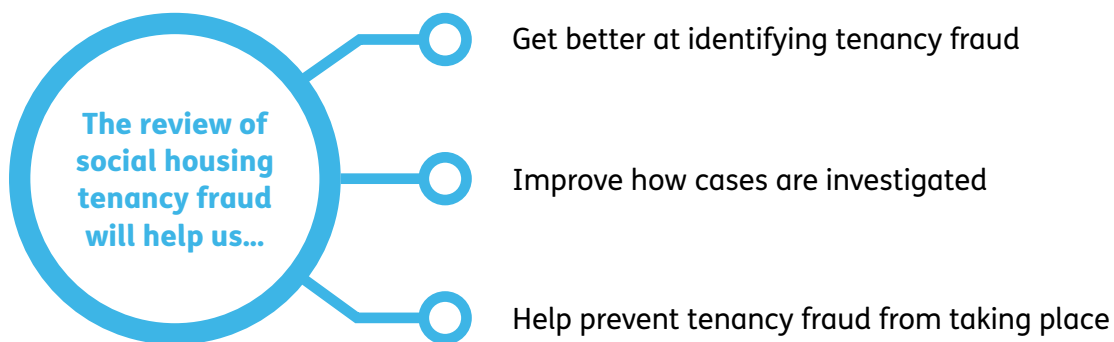 The review of
social housing
tenancy fraud
will help us...
Get better at identifying tenancy fraud
Improve how cases are investigated
Help prevent tenancy fraud from taking place